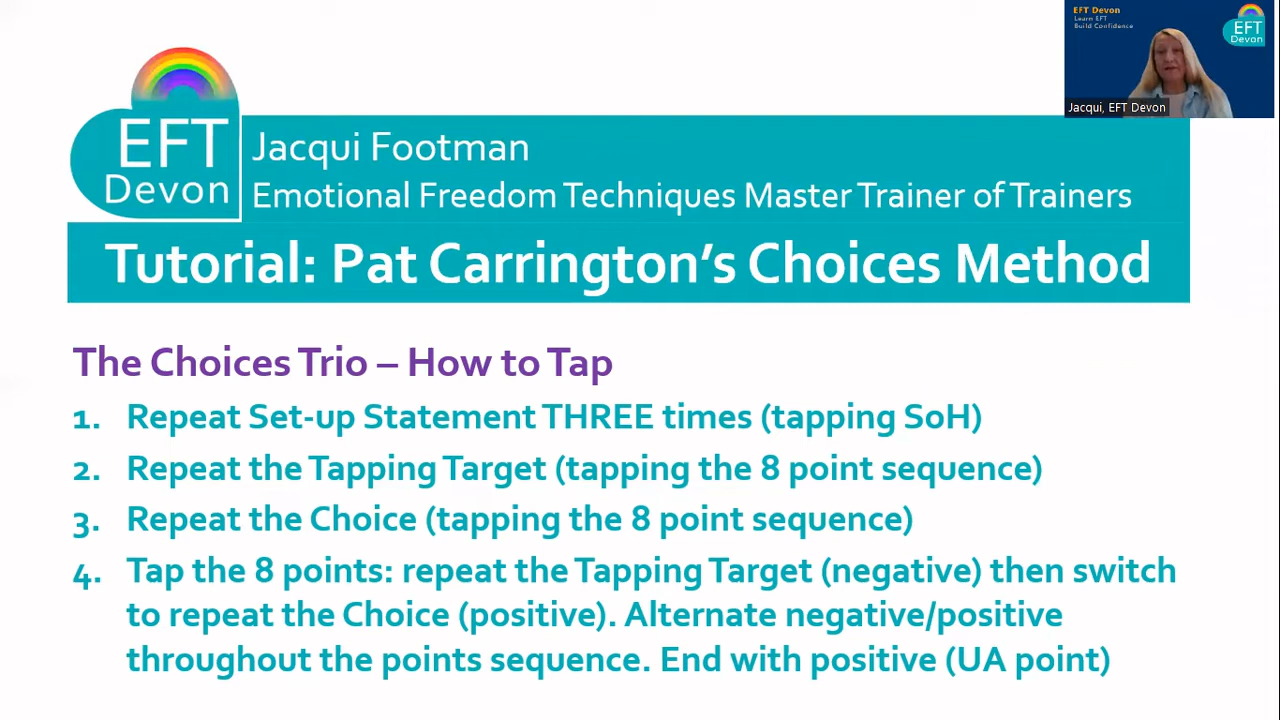 EFT Devon
Learn EFT
Build Confidence
EFT
Devon
Jacqui, EFT Devon
EFT
Devon
Jacqui Footman
Emotional Freedom Techniques Master Trainer of Trainers
Tutorial: Pat Carrington’s Choices Method
The Choices Trio – How to Tap
1. Repeat Set-up Statement THREE times (tapping SoH)
2. Repeat the Tapping Target (tapping the 8 point sequence)
3. Repeat the Choice (tapping the 8 point sequence)
4. Tap the 8 points: repeat the Tapping Target (negative) then switch
to repeat the Choice (positive). Alternate negative/positive
throughout the points sequence. End with positive (UA point)